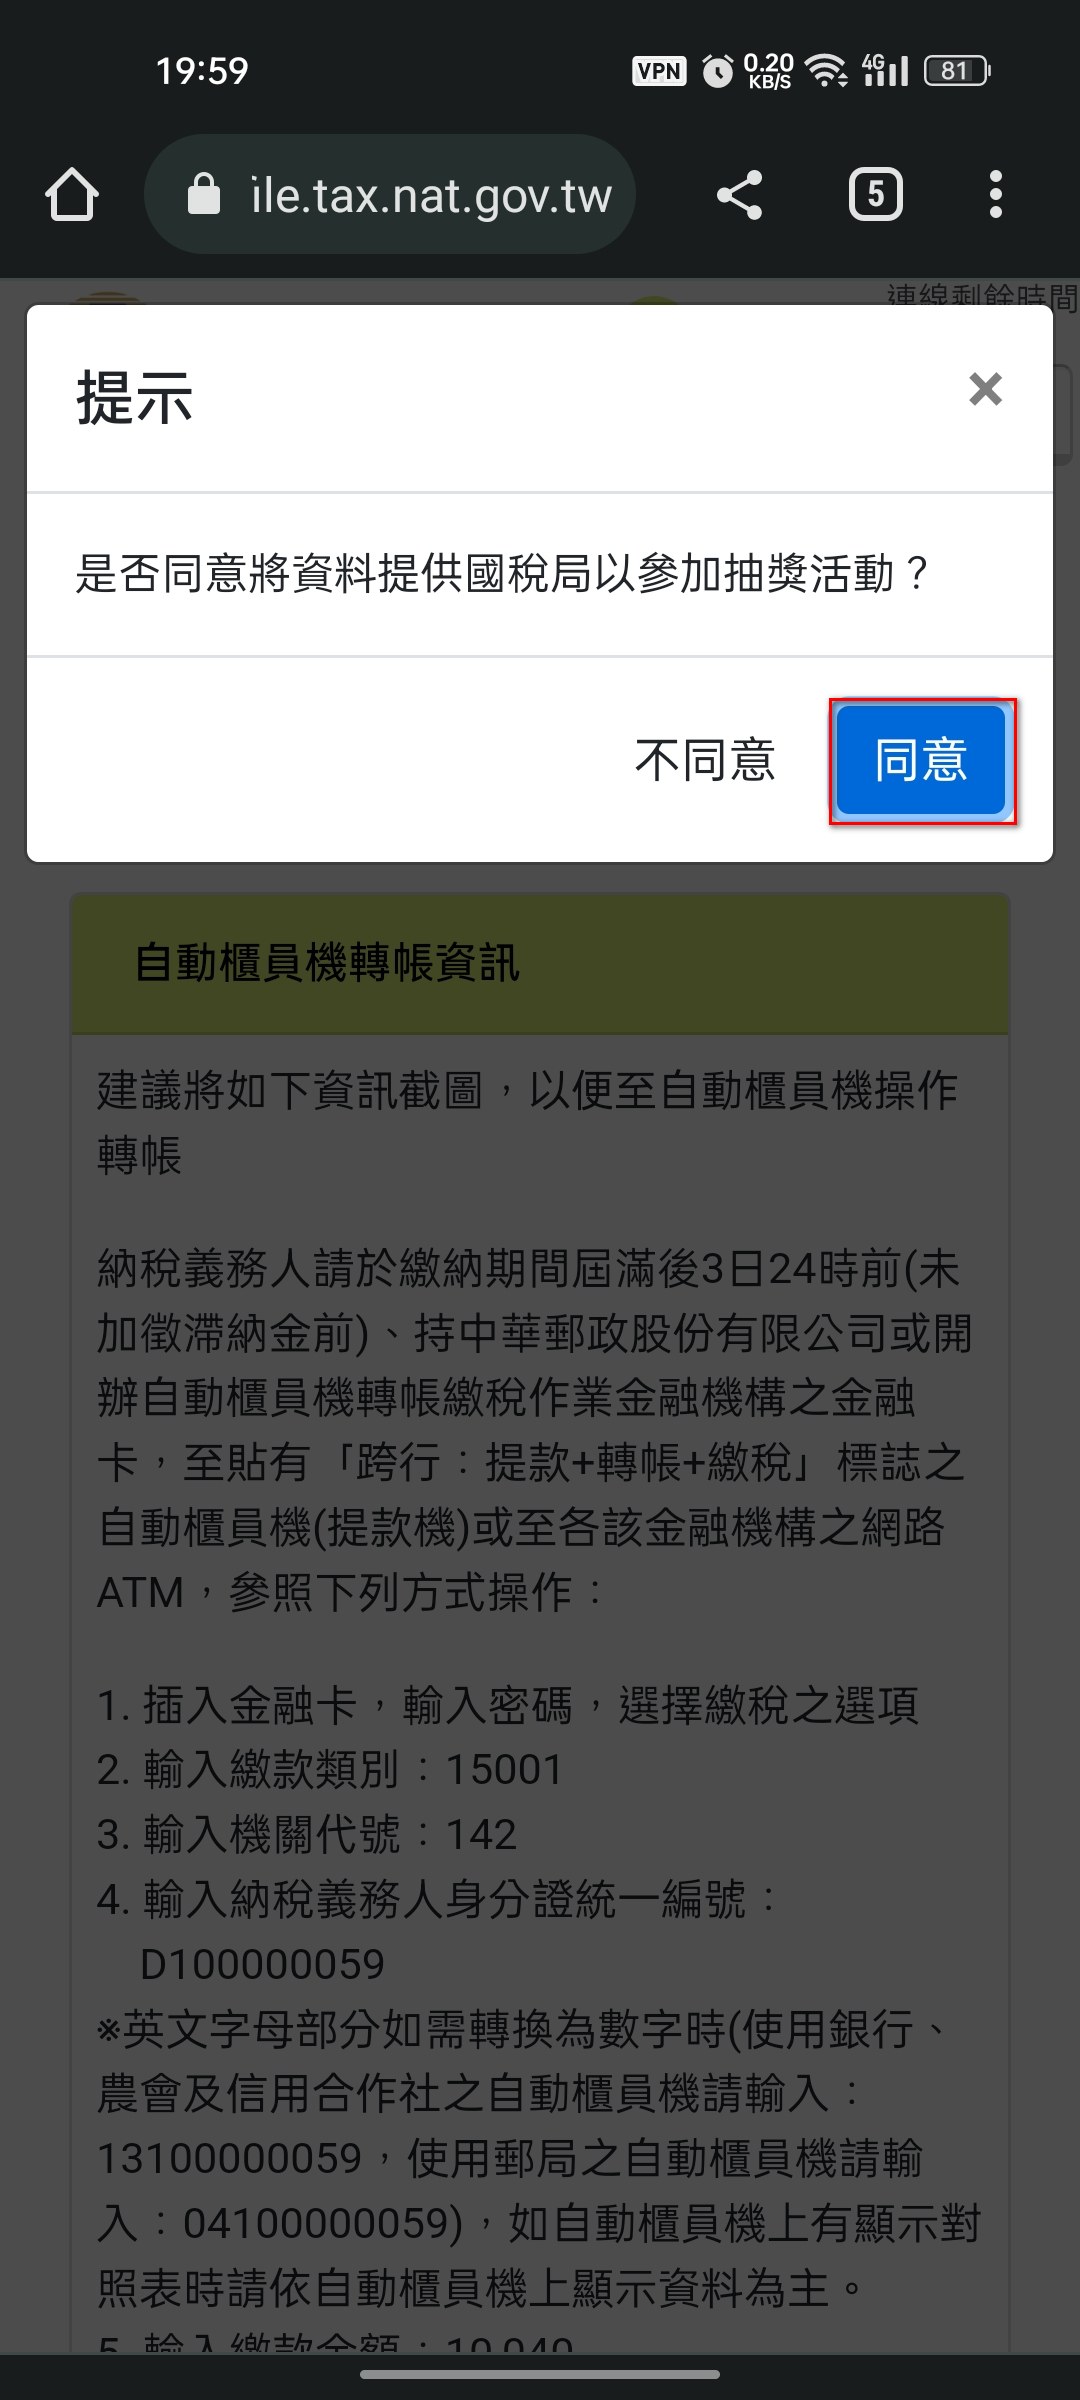 19:59
VPN
0.20
KB/S
4G
81
ile.tax.nat.gov.tw
5
連線剩餘時間
提示
×
是否同意將資料提供國稅局以參加抽獎活動？
不同意
同意
自動櫃員機轉帳資訊
建議將如下資訊截圖，以便至自動櫃員機操作
轉帳
納稅義務人請於繳納期間屆滿後3日24時前(未
加徵滯納金前)、持中華郵政股份有限公司或開
辦自動櫃員機轉帳繳稅作業金融機構之金融
卡，至貼有「跨行：提款+轉帳+繳稅」標誌之
自動櫃員機(提款機)或至各該金融機構之網路
ATM，參照下列方式操作：
1. 插入金融卡，輸入密碼，選擇繳稅之選項
2. 輸入繳款類別：15001
3. 輸入機關代號：142
4. 輸入納稅義務人身分證統一編號：
D100000059
※英文字母部分如需轉換為數字時(使用銀行、
農會及信用合作社之自動櫃員機請輸入：
13100000059，使用郵局之自動櫃員機請輸
入：04100000059)，如自動櫃員機上有顯示對
照表時請依自動櫃員機上顯示資料為主。
5. 輸入繳款金額：10,040